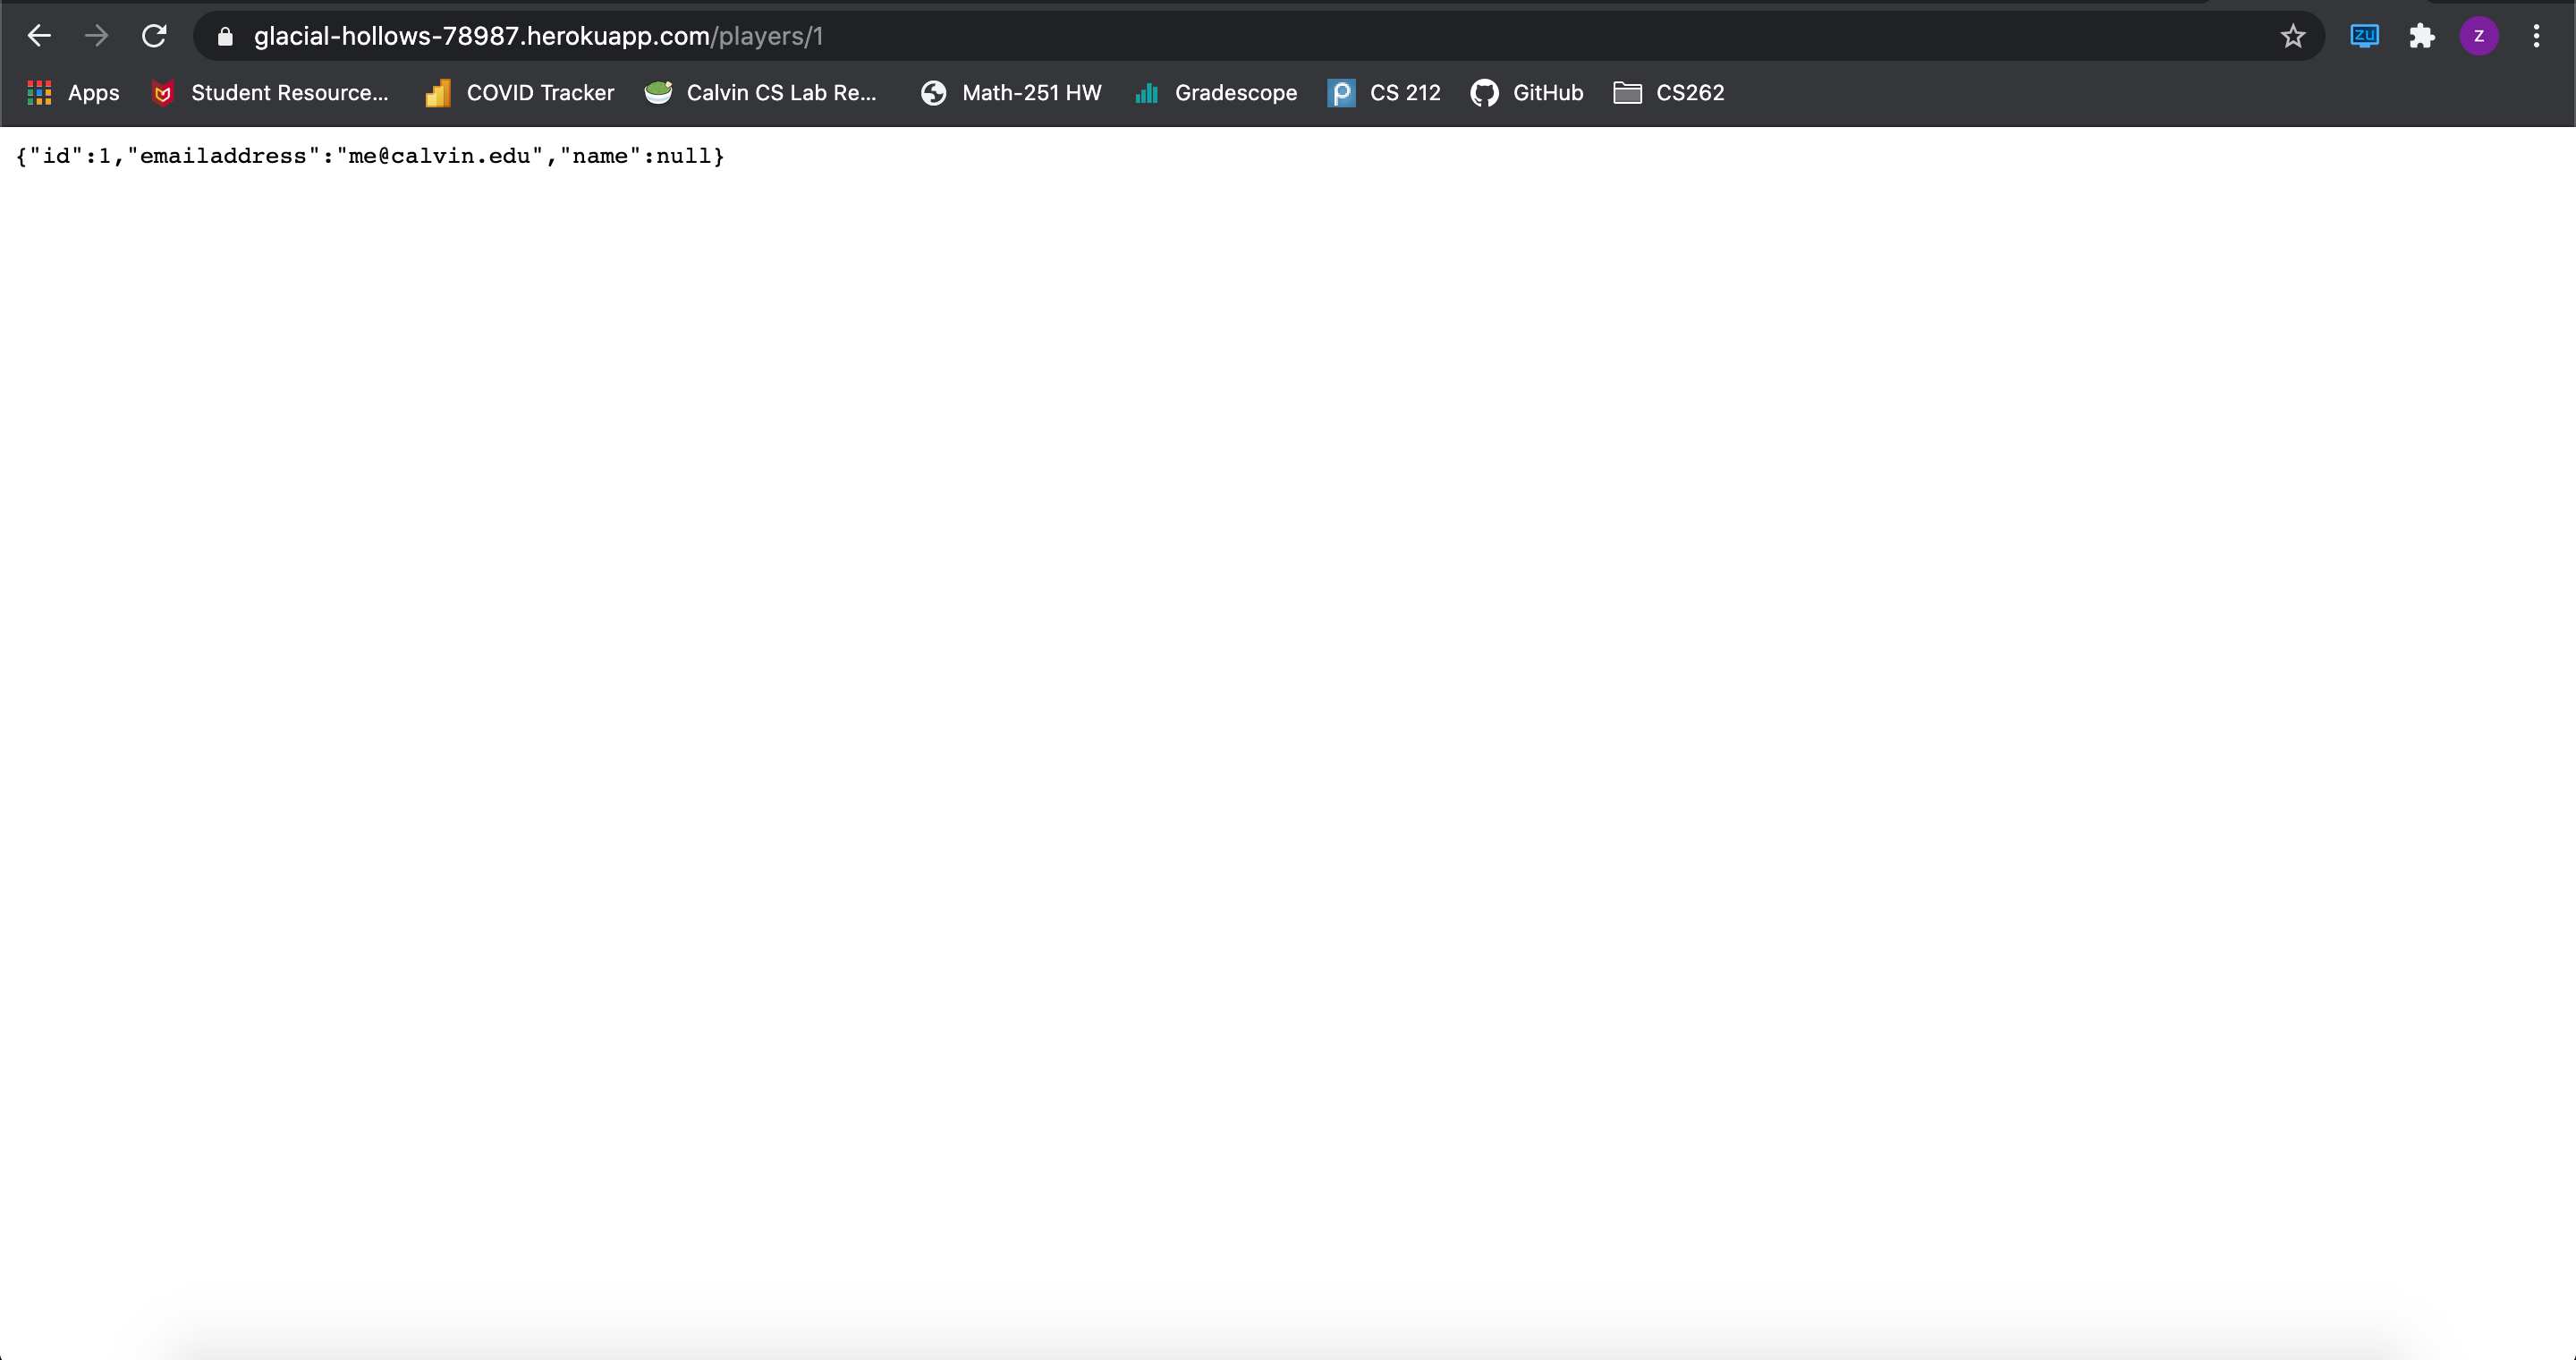 glacial-hollows-78987.herokuapp.com/players/1
zu
z
Apps
Student Resource...
COVID Tracker
Calvin CS Lab Re...
Math-251 HW
Gradescope
CS 212
GitHub
CS262
{"id":1,"emailaddress":"me@calvin.edu","name":null}